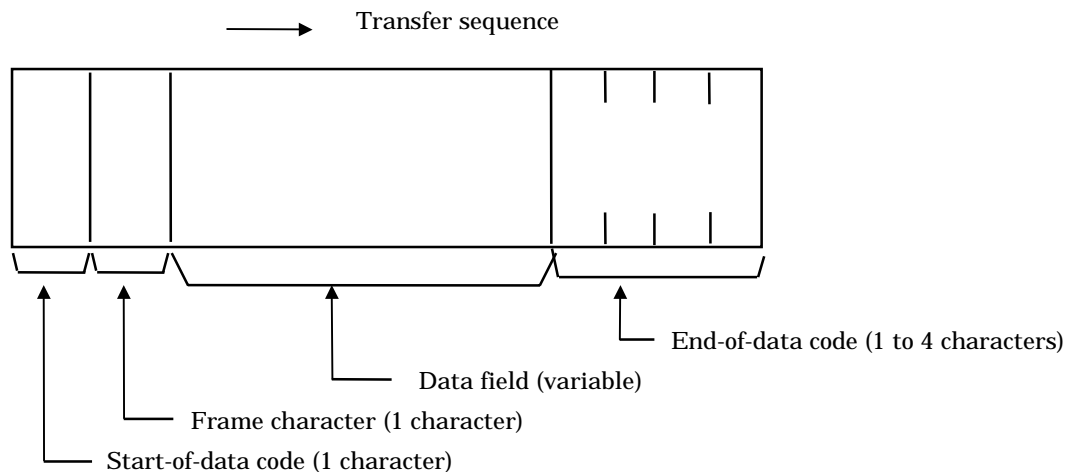 Transfer sequence
End-of-data code (1 to 4 characters)
Data field (variable)
Frame character (1 character)
Start-of-data code (1 character)